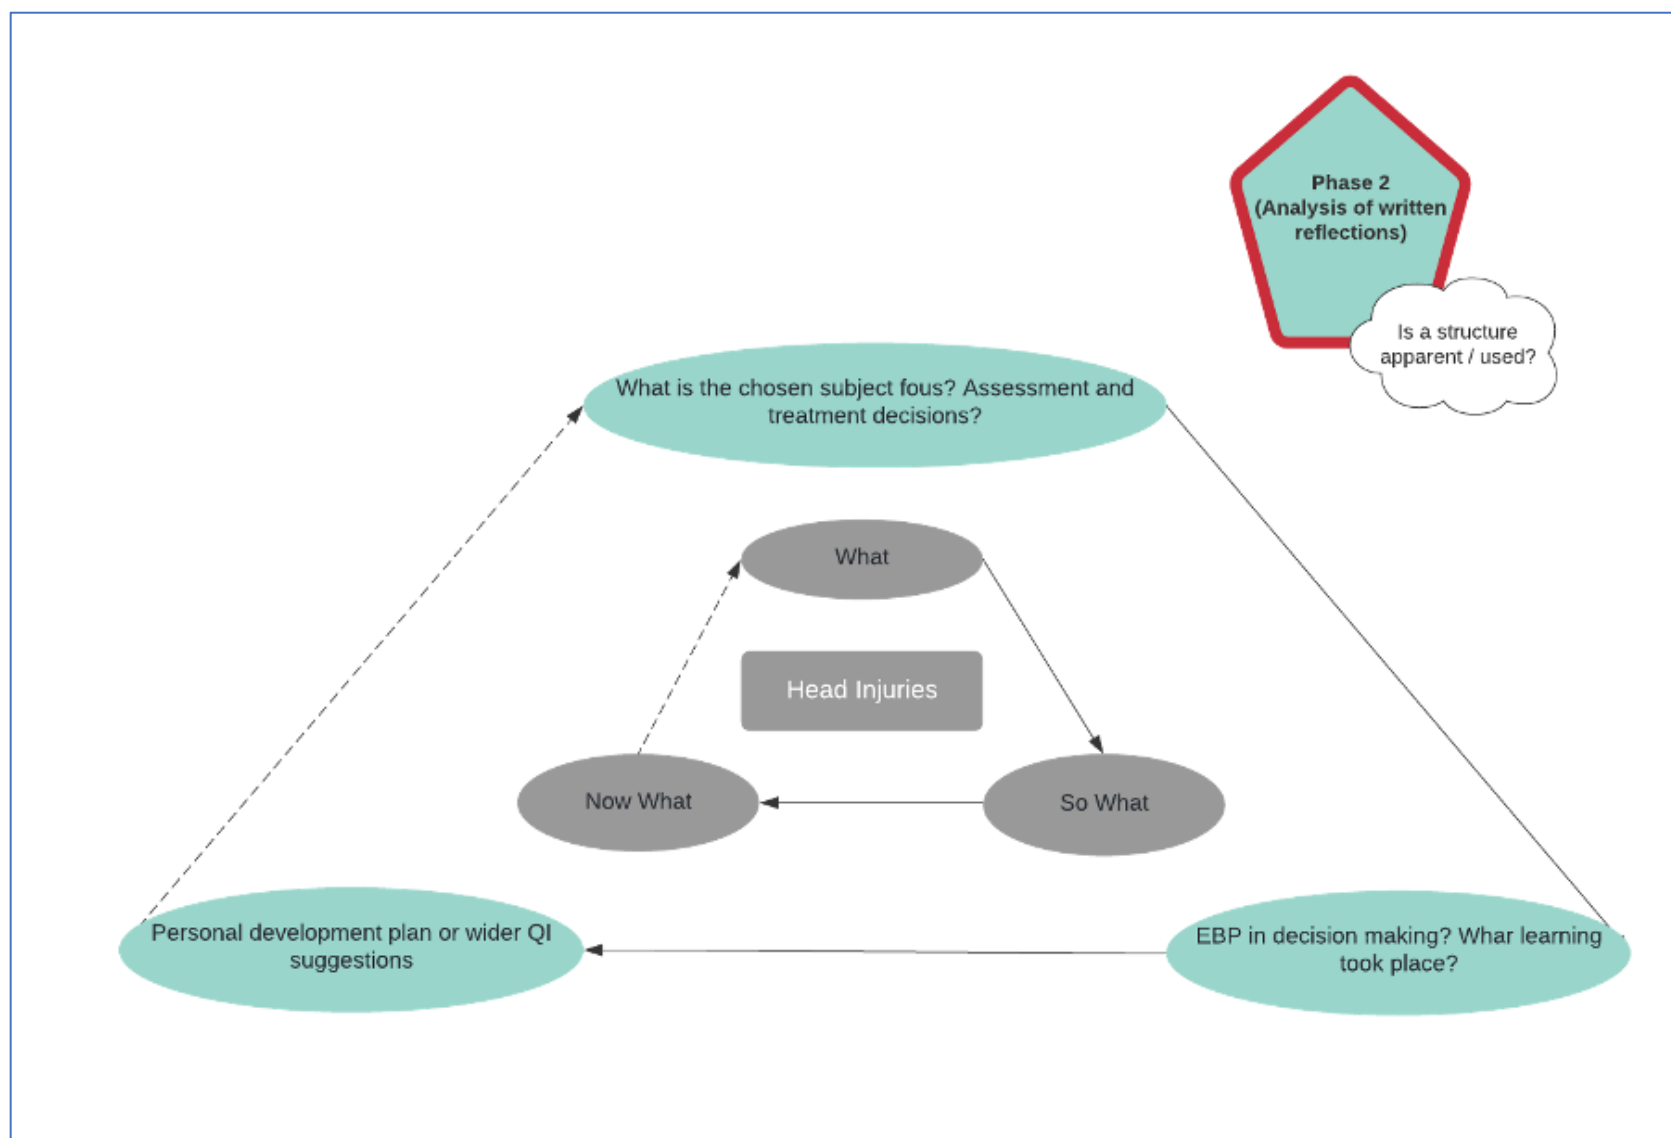 Phase 2
(Analysis of written
reflections)
Is a structure
apparent / used?
What is the chosen subject fous? Assessment and
treatment decisions?
What
Head Injuries
Now What
So What
Personal development plan or wider QI
suggestions
EBP in decision making? Whar learning
took place?